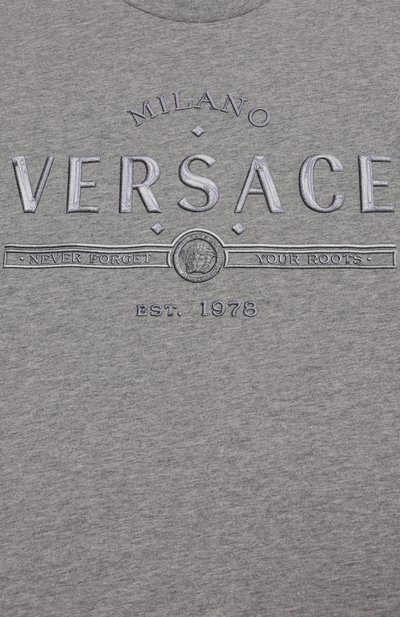 MILANO
VERSACE
· NEVER FORGET YOUR ROOTS ·
EST. 1978